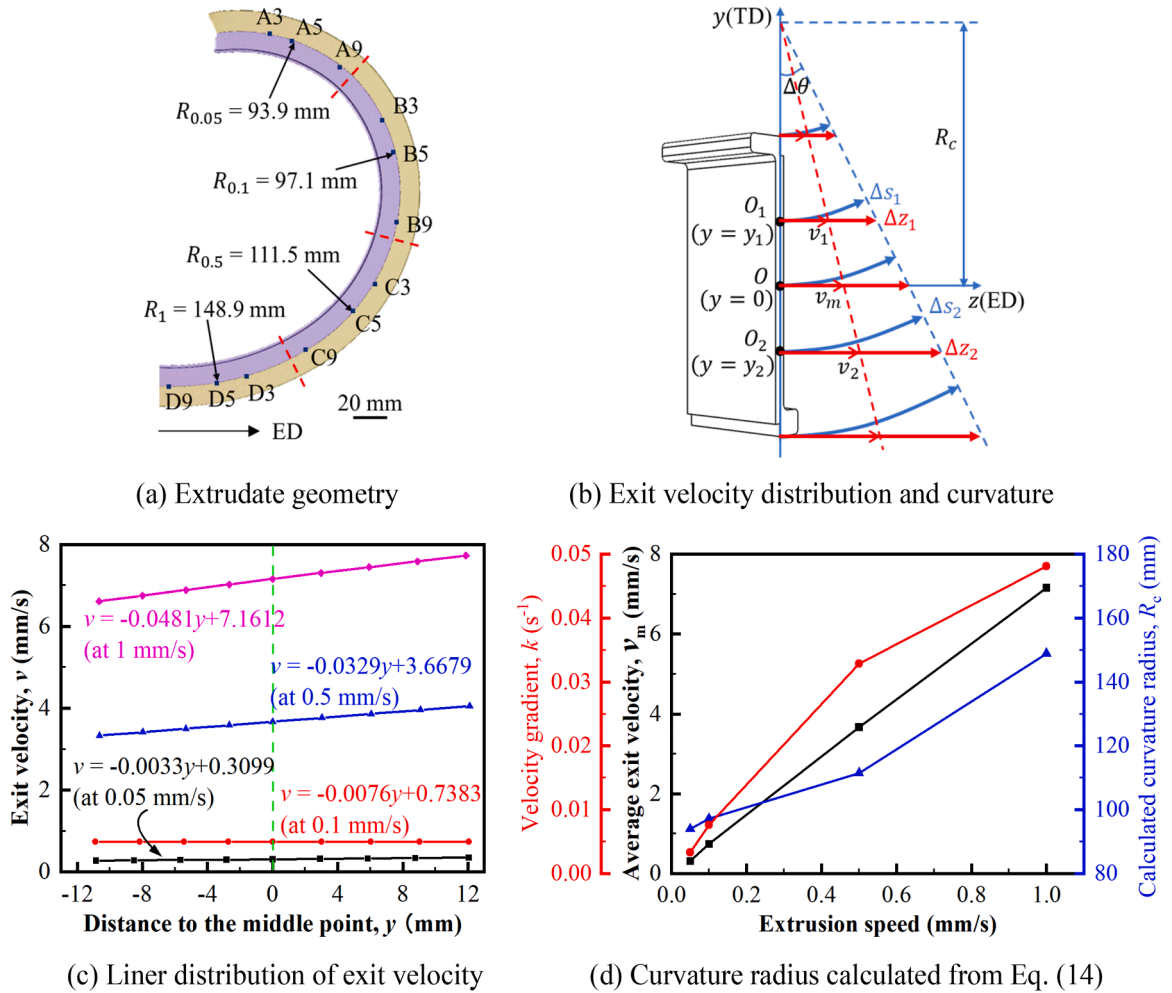 A3
A5
A9
R0.05 = 93.9 mm
B3
B5
R0.1 = 97.1 mm
B9
R0.5 = 111.5 mm
C3
R1 = 148.9 mm
C5
C9
D9 D5 D3
20 mm
ED
(a) Extrudate geometry
y(TD)
Δθ
Rc
Δs1
O1
(y = y1)
v1
Δz1
O
(y = 0)
vm
z(ED)
Δs2
O2
(y = y2)
v2
Δz2
(b) Exit velocity distribution and curvature
Exit velocity, v (mm/s)
8
6
4
2
0
v = -0.0481y+7.1612
(at 1 mm/s)
v = -0.0329y+3.6679
(at 0.5 mm/s)
v = -0.0033y+0.3099
(at 0.05 mm/s)
v = -0.0076y+0.7383
(at 0.1 mm/s)
-12 -8 -4 0 4 8 12
Distance to the middle point, y (mm)
(c) Liner distribution of exit velocity
Velocity gradient, k (s-1)
0.05
0.04
0.03
0.02
0.01
0.00
Average exit velocity, vm (mm/s)
8
6
4
2
0
0.0 0.2 0.4 0.6 0.8 1.0
Extrusion speed (mm/s)
180
160
140
120
100
80
Calculated curvature radius, Rc (mm)
(d) Curvature radius calculated from Eq. (14)